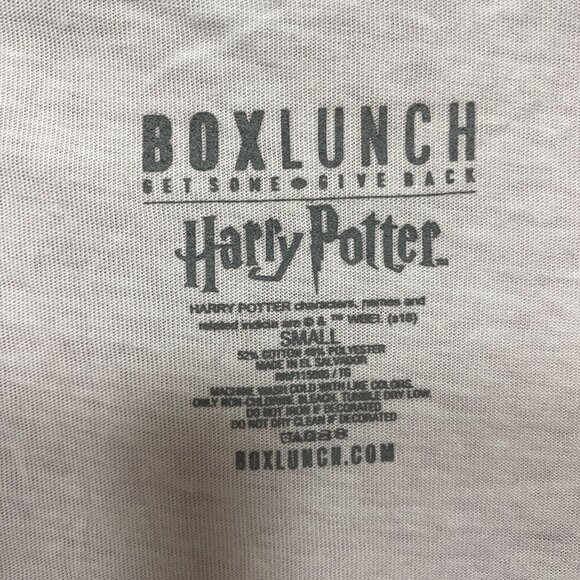 BOXLUNCH
GET SOME • GIVE BACK
Harry Potter™
HARRY POTTER characters, names and
related indicia are © & ™ WBEI. (s18)
SMALL
52% COTTON 48% POLYESTER
MADE IN EL SALVADOR
/ TS
MACHINE WASH COLD WITH LIKE COLORS.
ONLY NON-CHLORINE BLEACH. TUMBLE DRY LOW.
DO NOT IRON IF DECORATED
DO NOT DRY CLEAN IF DECORATED
BOXLUNCH.COM